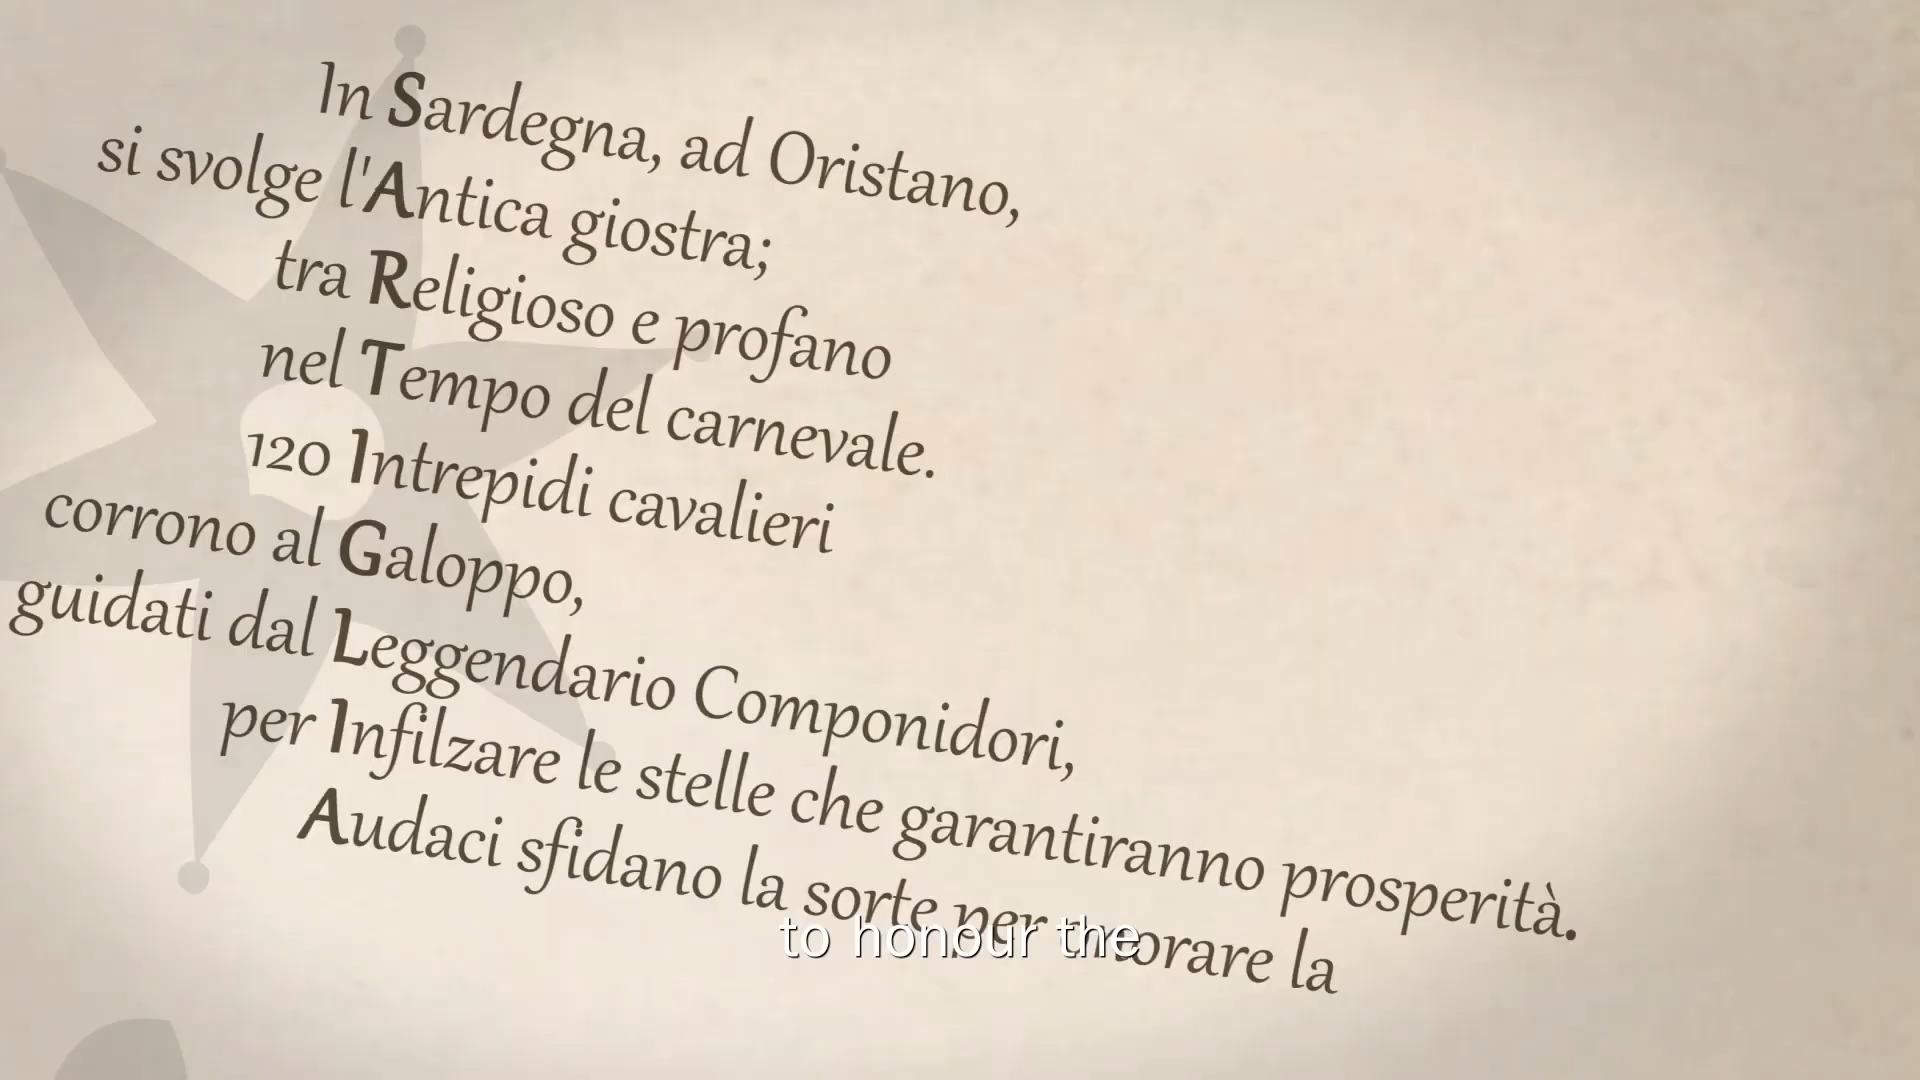 In Sardegna, ad Oristano,
si svolge l'Antica giostra;
tra Religioso e profano
nel Tempo del carnevale.
120 Intrepidi cavalieri
corrono al Galoppo,
guidati dal Leggendario Componidori,
per Infilzare le stelle che garantiranno prosperità.
Audaci sfidano la sorte per onorare la
to honour the